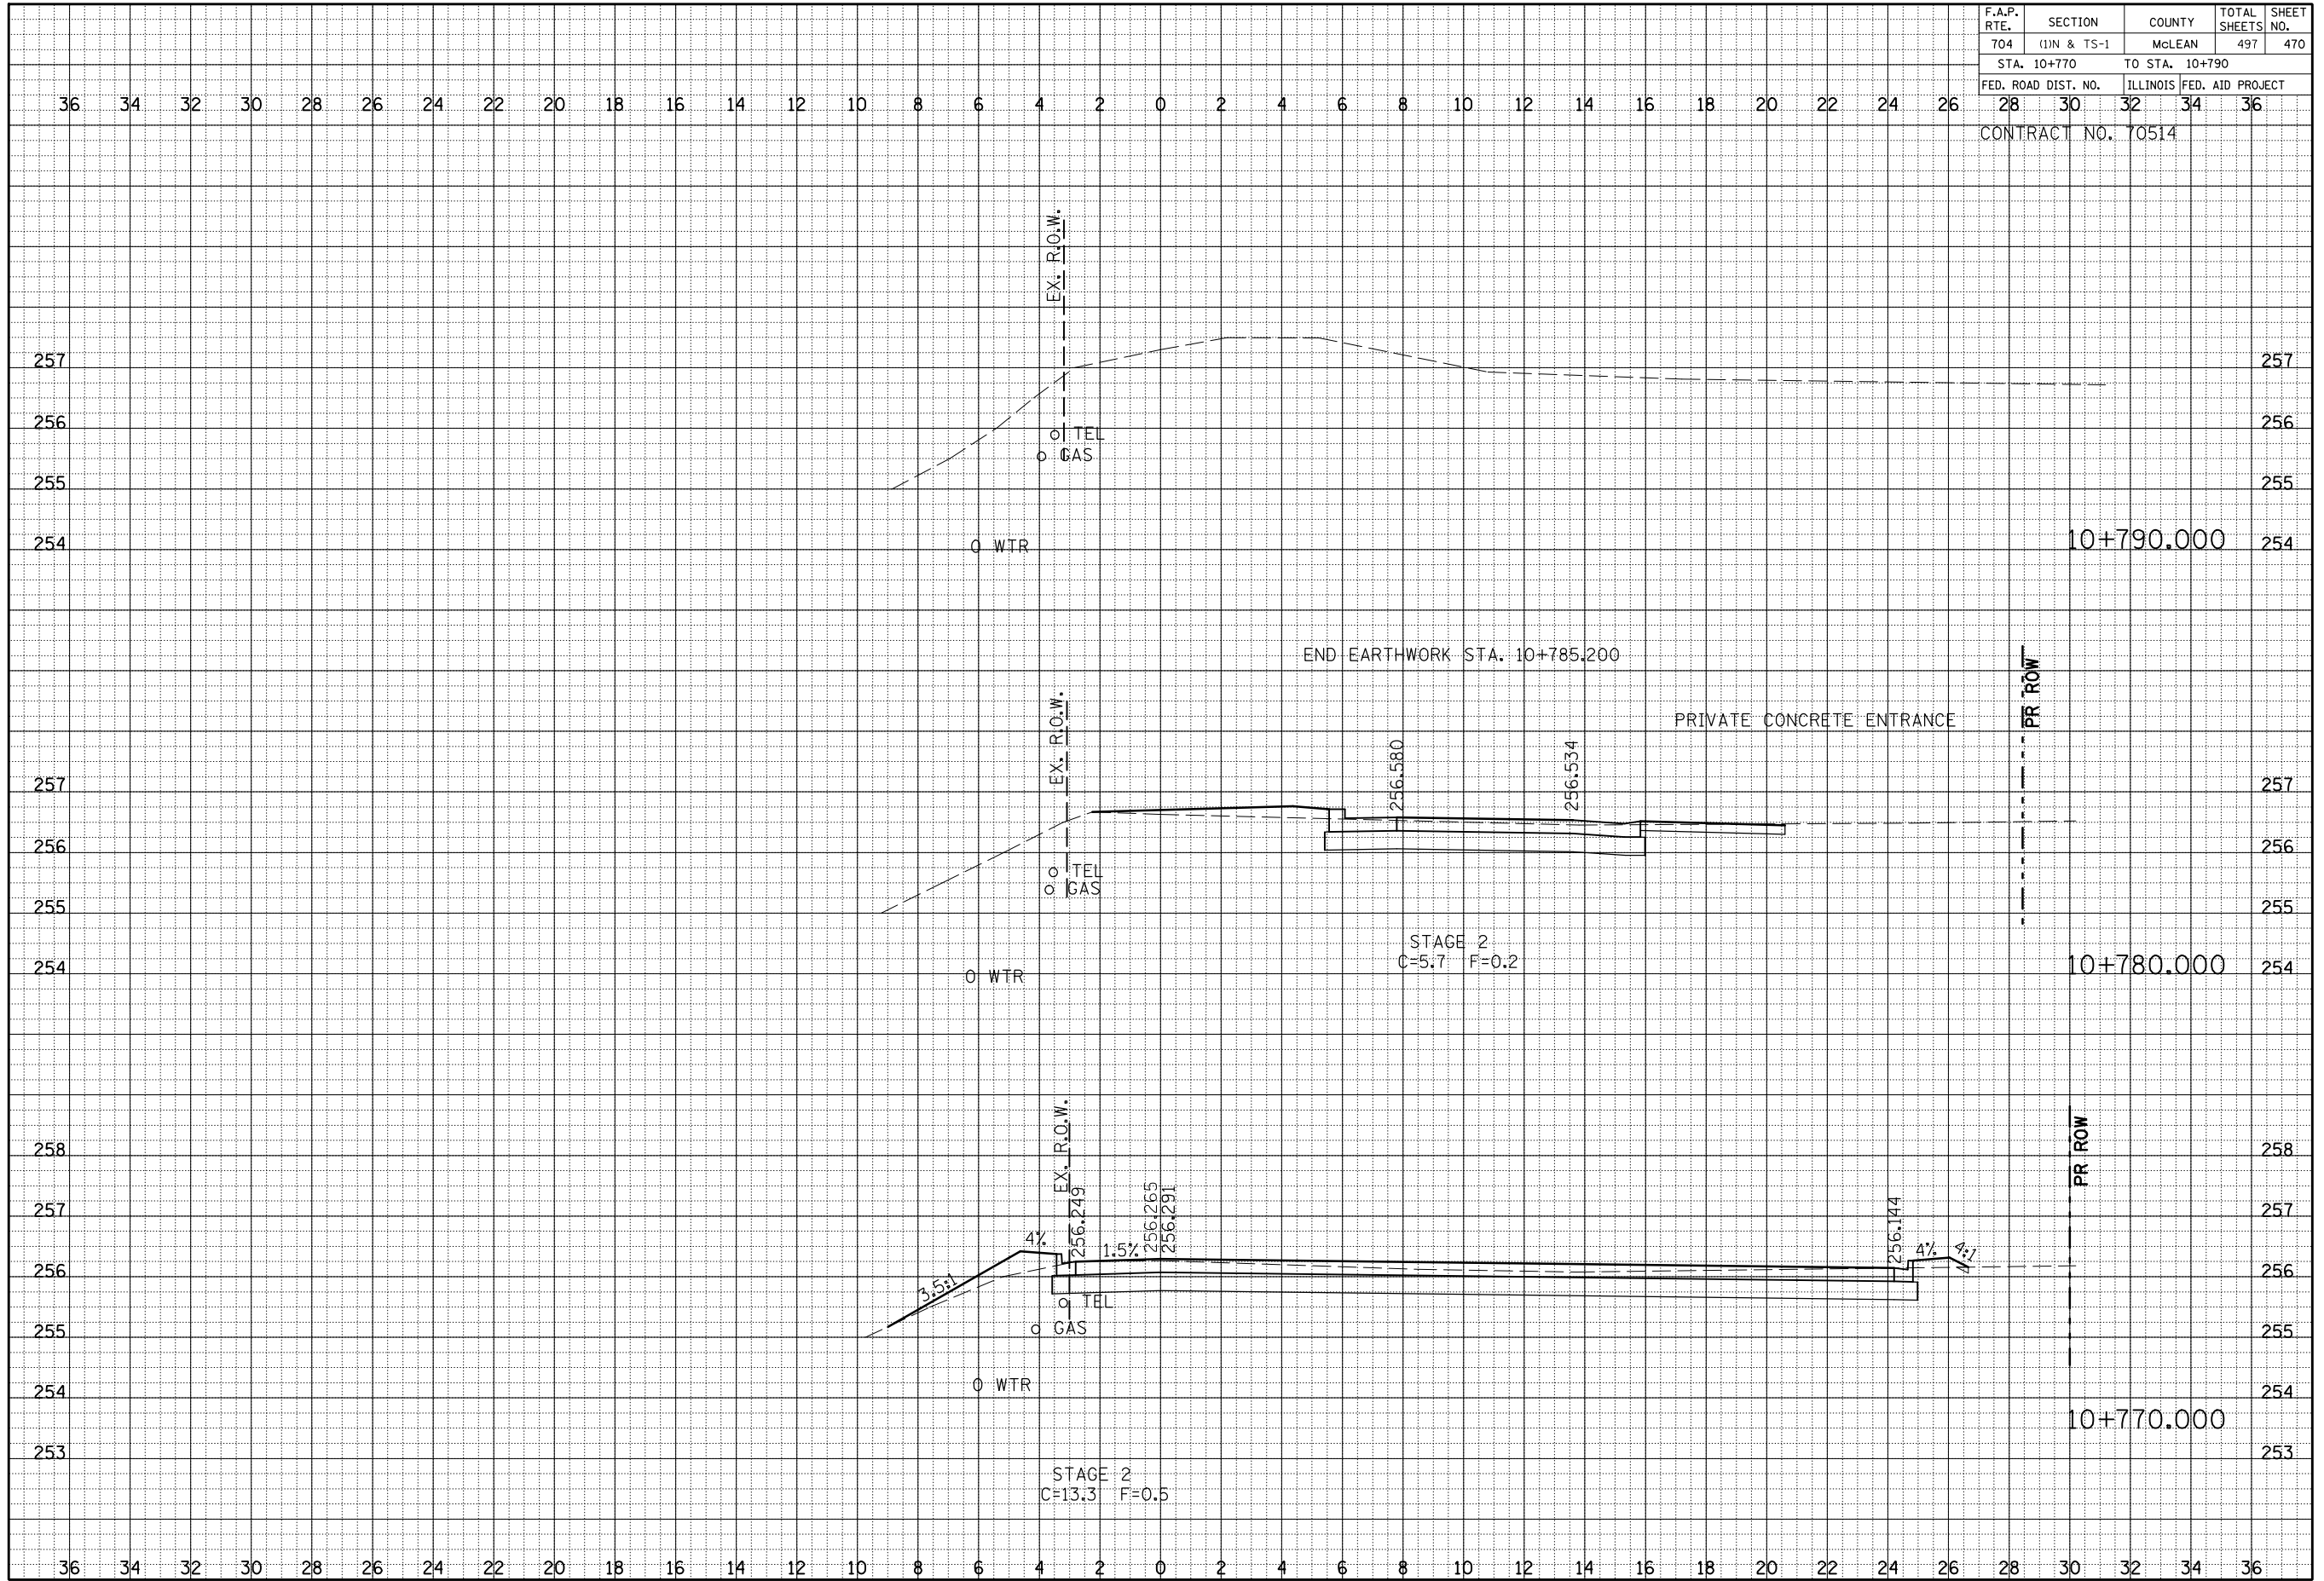 F.A.P. RTE. SECTION COUNTY TOTAL SHEETS SHEET NO.
704 (1)N & TS-1 McLEAN 497 470
STA. 10+770 TO STA. 10+790
FED. ROAD DIST. NO. ILLINOIS FED. AID PROJECT
36 34 32 30 28 26 24 22 20 18 16 14 12 10 8 6 4 2 0 2 4 6 8 10 12 14 16 18 20 22 24 26 28 30 32 34 36
CONTRACT NO. 70514
EX. R.O.W.
257 257
256 256
O TEL
O GAS
255 255
254 254
O WTR
10+790.000
END EARTHWORK STA. 10+785.200
PR ROW
EX. R.O.W.
PRIVATE CONCRETE ENTRANCE
256.580
256.534
257 257
256 256
O TEL
O GAS
255 255
STAGE 2
C=5.7 F=0.2
254 254
O WTR
10+780.000
EX. R.O.W.
PR ROW
258 258
257 257
256.249
256.265
256.291
256.144
4%
1.5%
4%
4:1
3.5:1
256 256
O TEL
O GAS
255 255
O WTR
254 254
10+770.000
253 253
STAGE 2
C=13.3 F=0.5
36 34 32 30 28 26 24 22 20 18 16 14 12 10 8 6 4 2 0 2 4 6 8 10 12 14 16 18 20 22 24 26 28 30 32 34 36